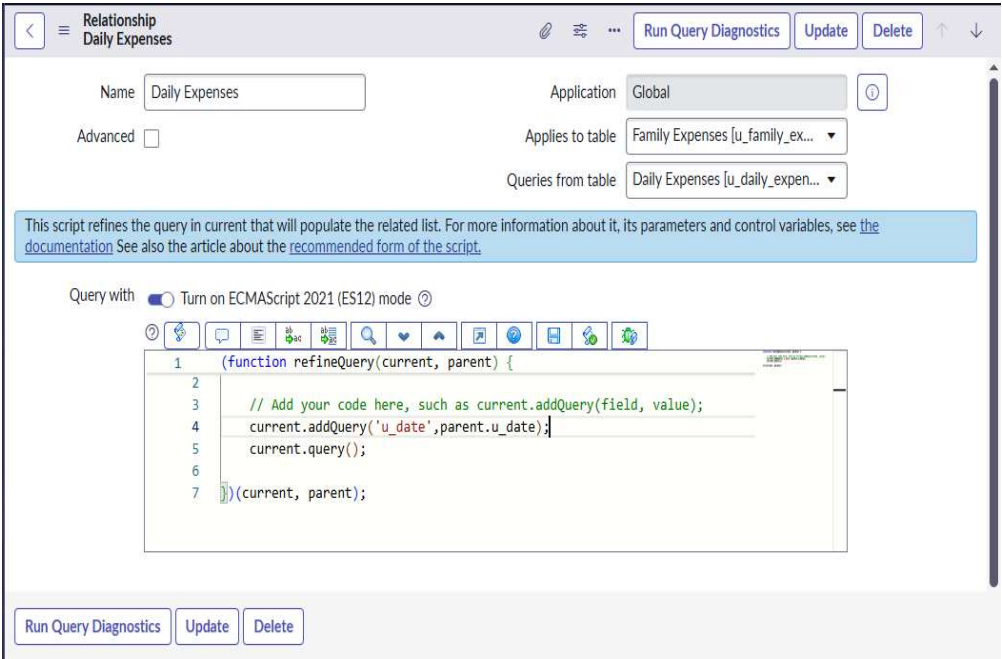 Relationship
Daily Expenses
Run Query Diagnostics Update Delete
Name Daily Expenses
Application Global
Advanced
Applies to table Family Expenses [u_family_ex...
Queries from table Daily Expenses [u_daily_expen...
This script refines the query in current that will populate the related list. For more information about it, its parameters and control variables, see the
documentation See also the article about the recommended form of the script.
Query with Turn on ECMAScript 2021 (ES12) mode
1 (function refineQuery(current, parent) {
2
3 // Add your code here, such as current.addQuery(field, value);
4 current.addQuery('u_date',parent.u_date);
5 current.query();
6
7 })(current, parent);
Run Query Diagnostics Update Delete